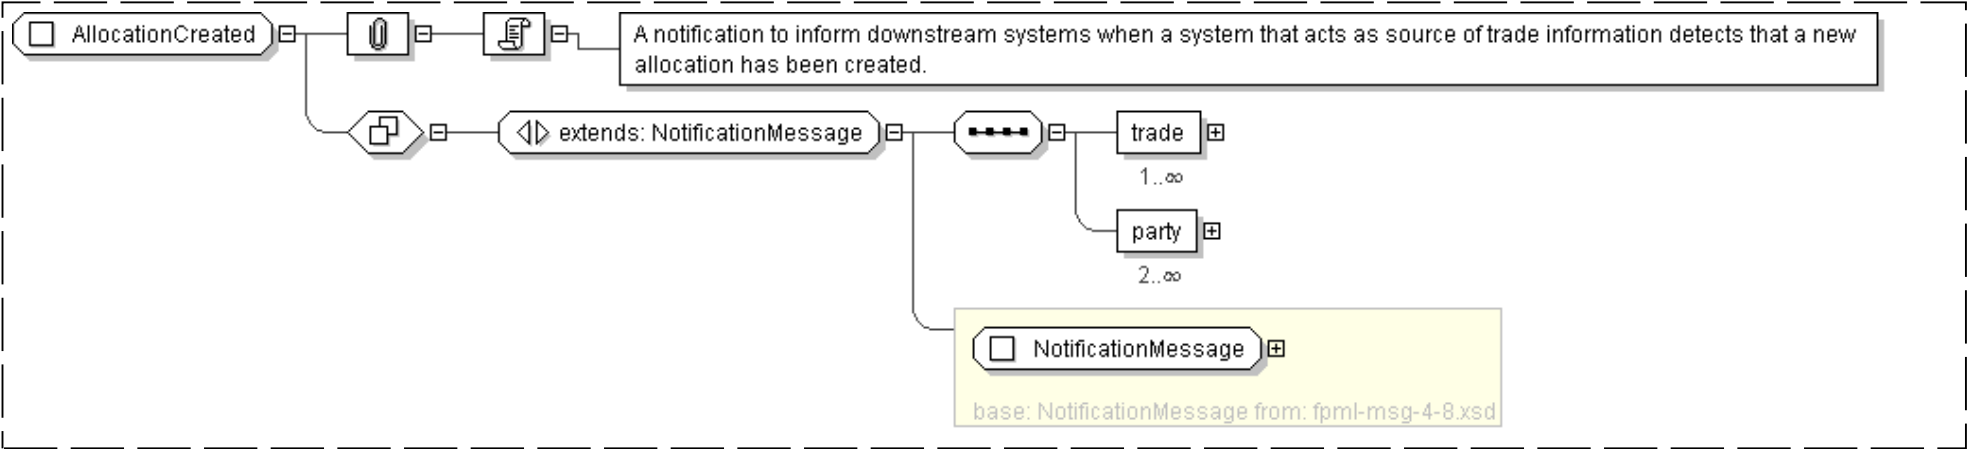 AllocationCreated
A notification to inform downstream systems when a system that acts as source of trade information detects that a new
allocation has been created.
extends: NotificationMessage
trade
1..∞
party
2..∞
NotificationMessage
base: NotificationMessage from: fpml-msg-4-8.xsd